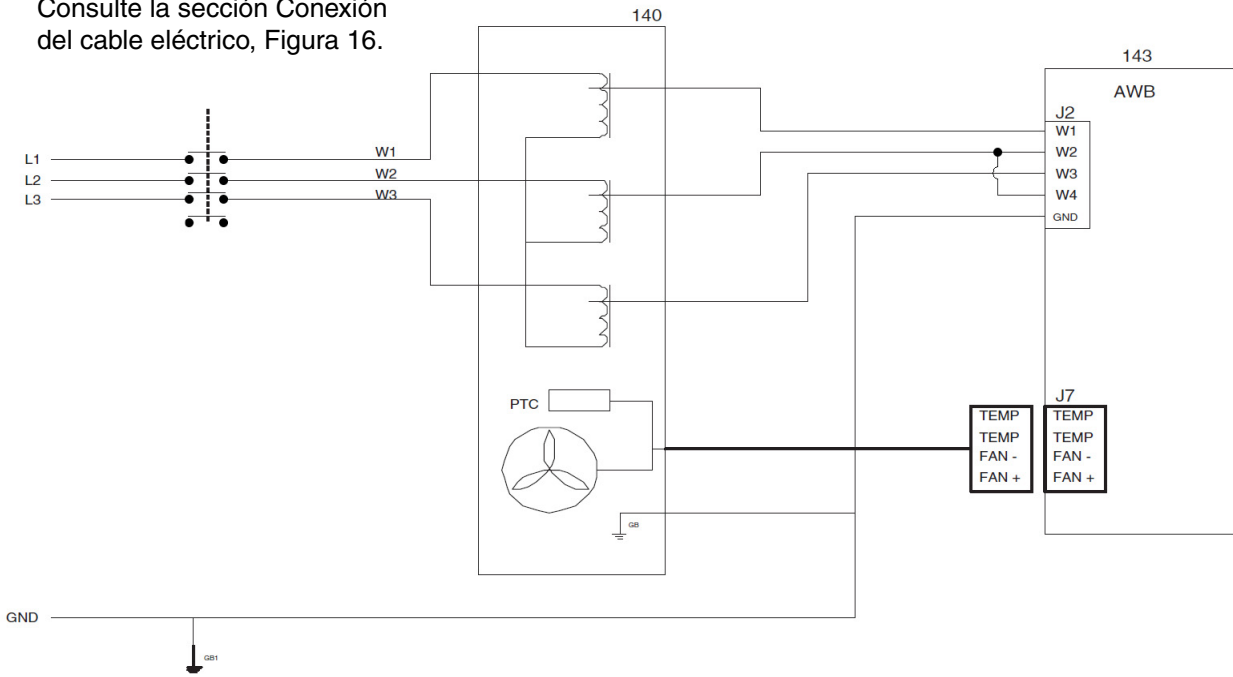 Consulte la sección Conexión
del cable eléctrico, Figura 16.
140
143
AWB
J2
W1
W2
W3
W4
GND
L1
L2
L3
W1
W2
W3
PTC
J7
TEMP
TEMP
FAN -
FAN +
TEMP
TEMP
FAN -
FAN +
GB
GND
GB1